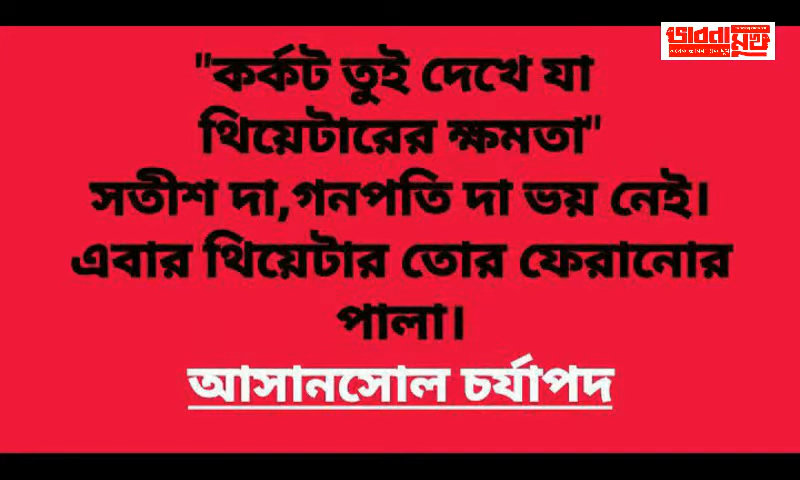 "কর্কট তুই দেখে যা
থিয়েটারের ক্ষমতা"
সতীশ দা,গনপতি দা ভয় নেই।
এবার থিয়েটার তোর ফেরানোর
পালা।
আসানসোল চর্যাপদ